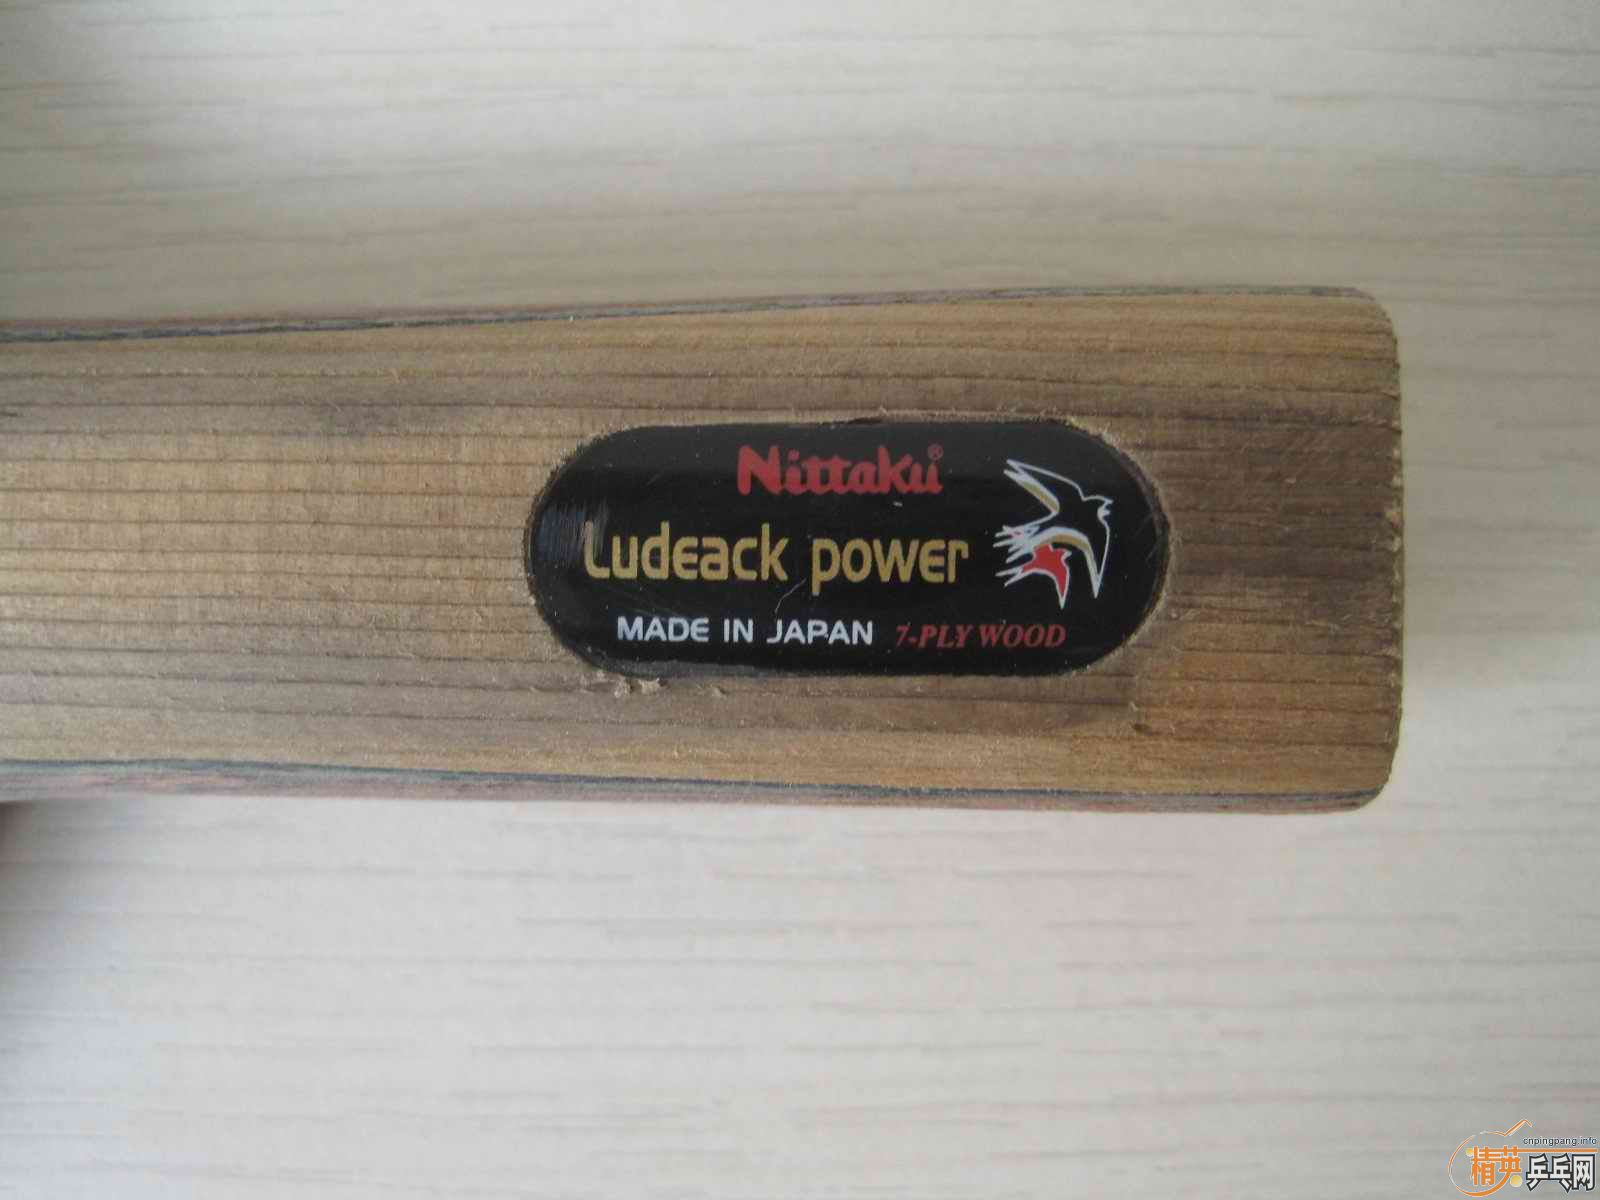 Nittaku®
Ludeack power
MADE IN JAPAN 7-PLY WOOD
cnpingpang.info
精英乒乓网